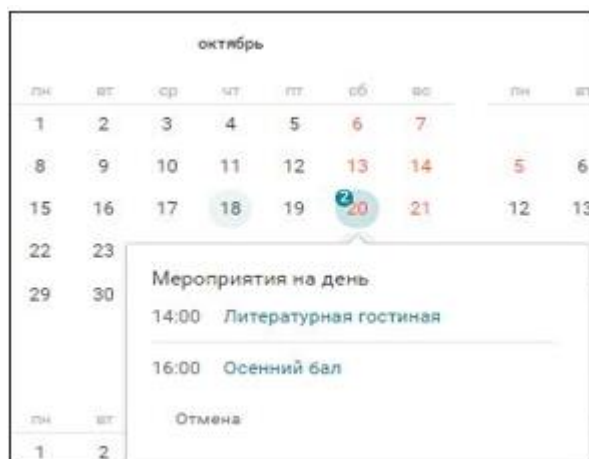 октябрь
пн вт ср чт пт сб вс пн вт
1 2 3 4 5 6 7
8 9 10 11 12 13 14 5 6
15 16 17 18 19 2 20 21 12 13
22 23
29 30
Мероприятия на день
14:00 Литературная гостиная
16:00 Осенний бал
Отмена
пн вт
1 2